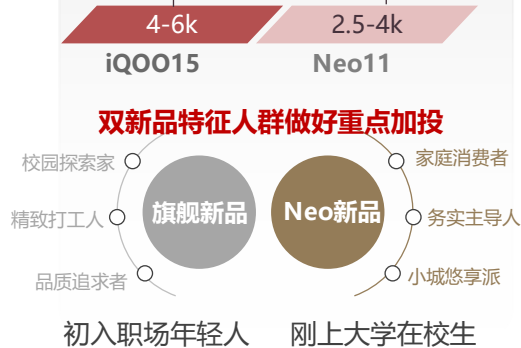 4-6k 2.5-4k
iQOO15 Neo11
双新品特征人群做好重点加投
校园探索家 家庭消费者
精致打工人 旗舰新品 Neo新品 务实主导人
品质追求者 小城悠享派
初入职场年轻人 刚上大学在校生